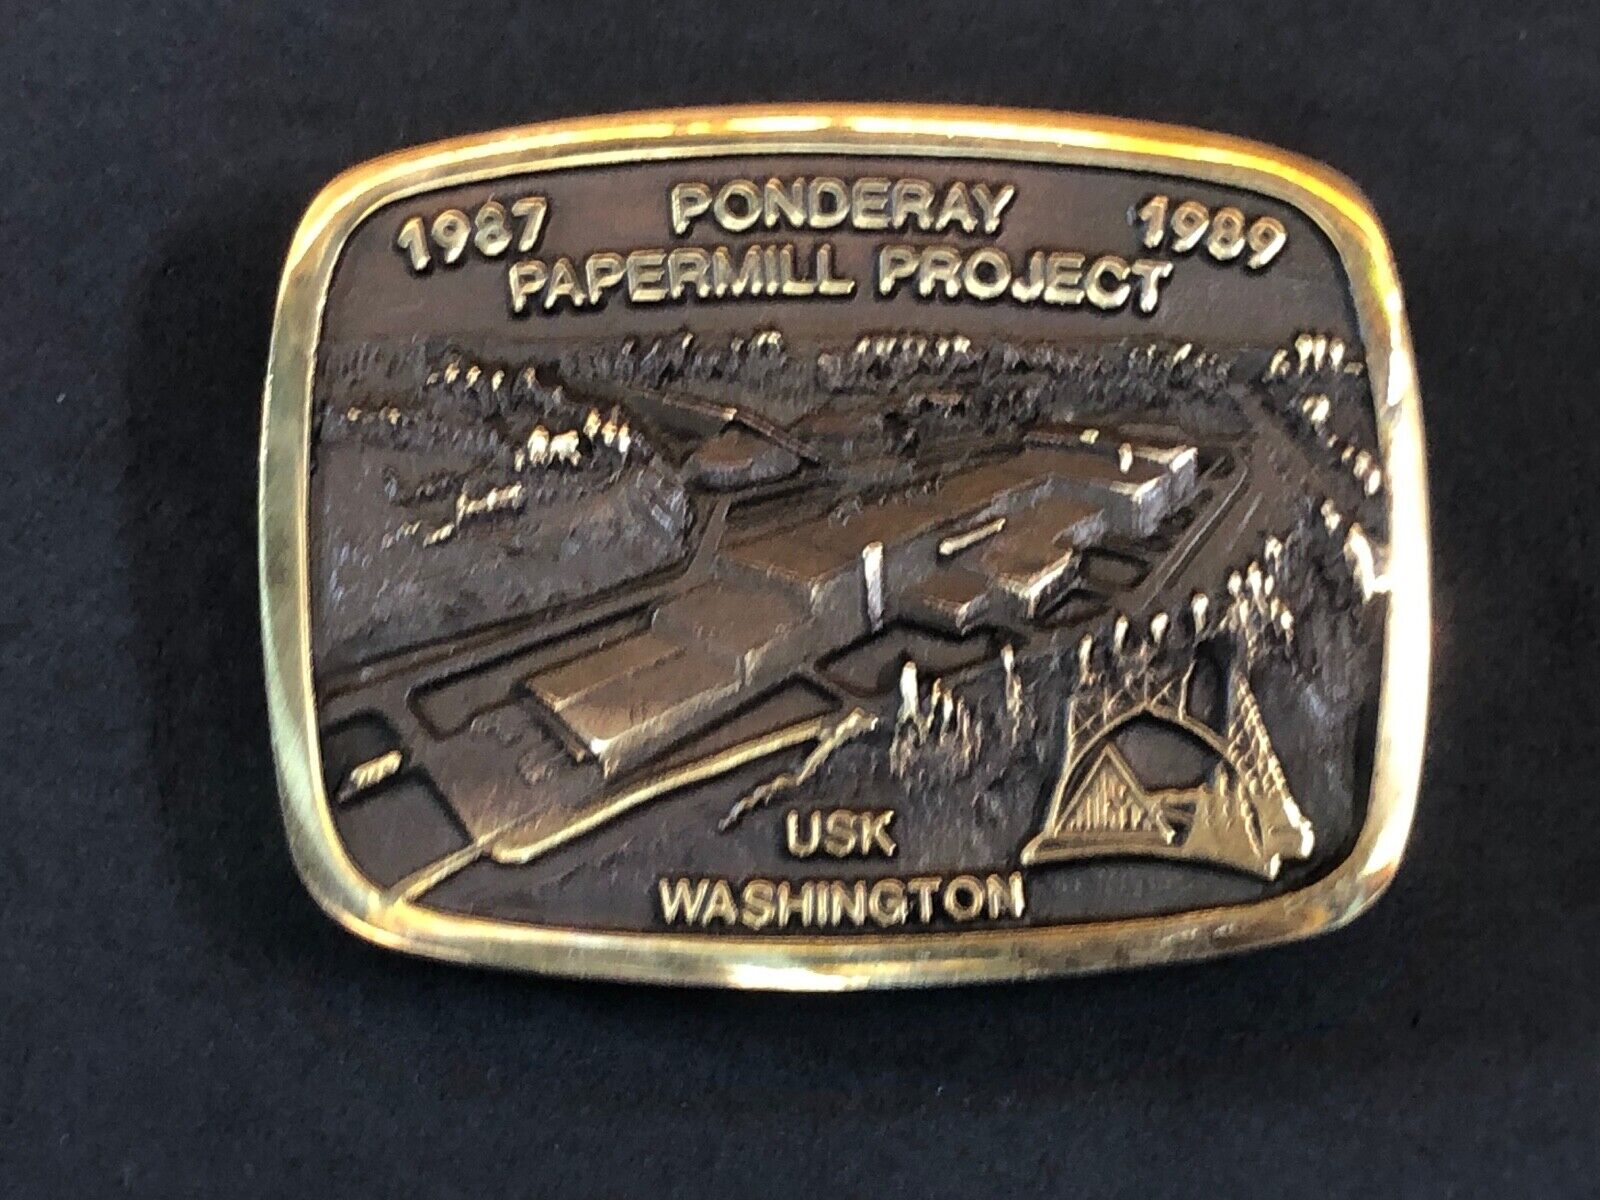 1987 PONDERAY 1989
PAPERMILL PROJECT
USK
WASHINGTON